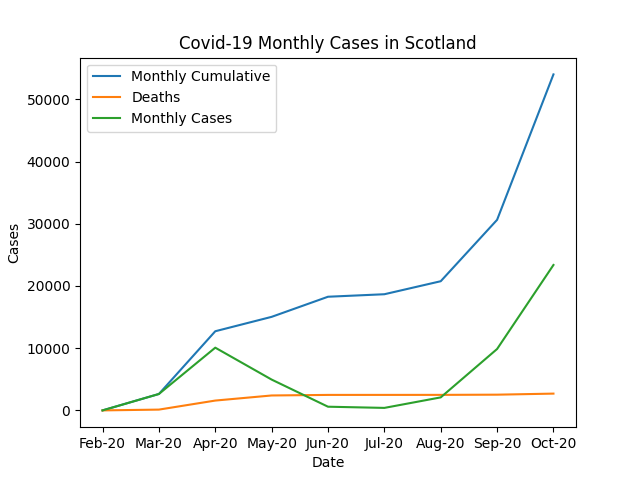 Covid-19 Monthly Cases in Scotland
Monthly Cumulative
Deaths
Monthly Cases
50000
40000
30000
20000
10000
0
Cases
Feb-20 Mar-20 Apr-20 May-20 Jun-20 Jul-20 Aug-20 Sep-20 Oct-20
Date